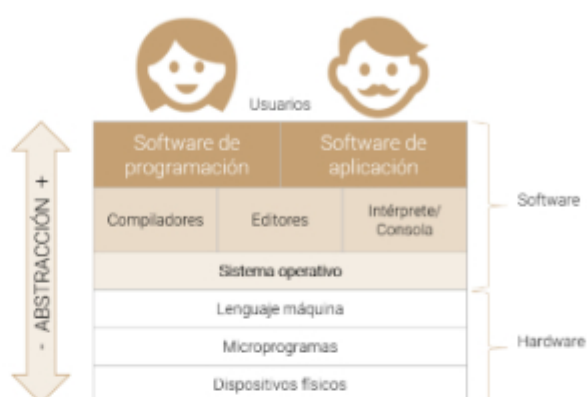 Usuarios
Software de
programación
Software de
aplicación
Compiladores
Editores
Intérprete/
Consola
Sistema operativo
Lenguaje máquina
Microprogramas
Dispositivos físicos
- ABSTRACCIÓN +
Software
Hardware